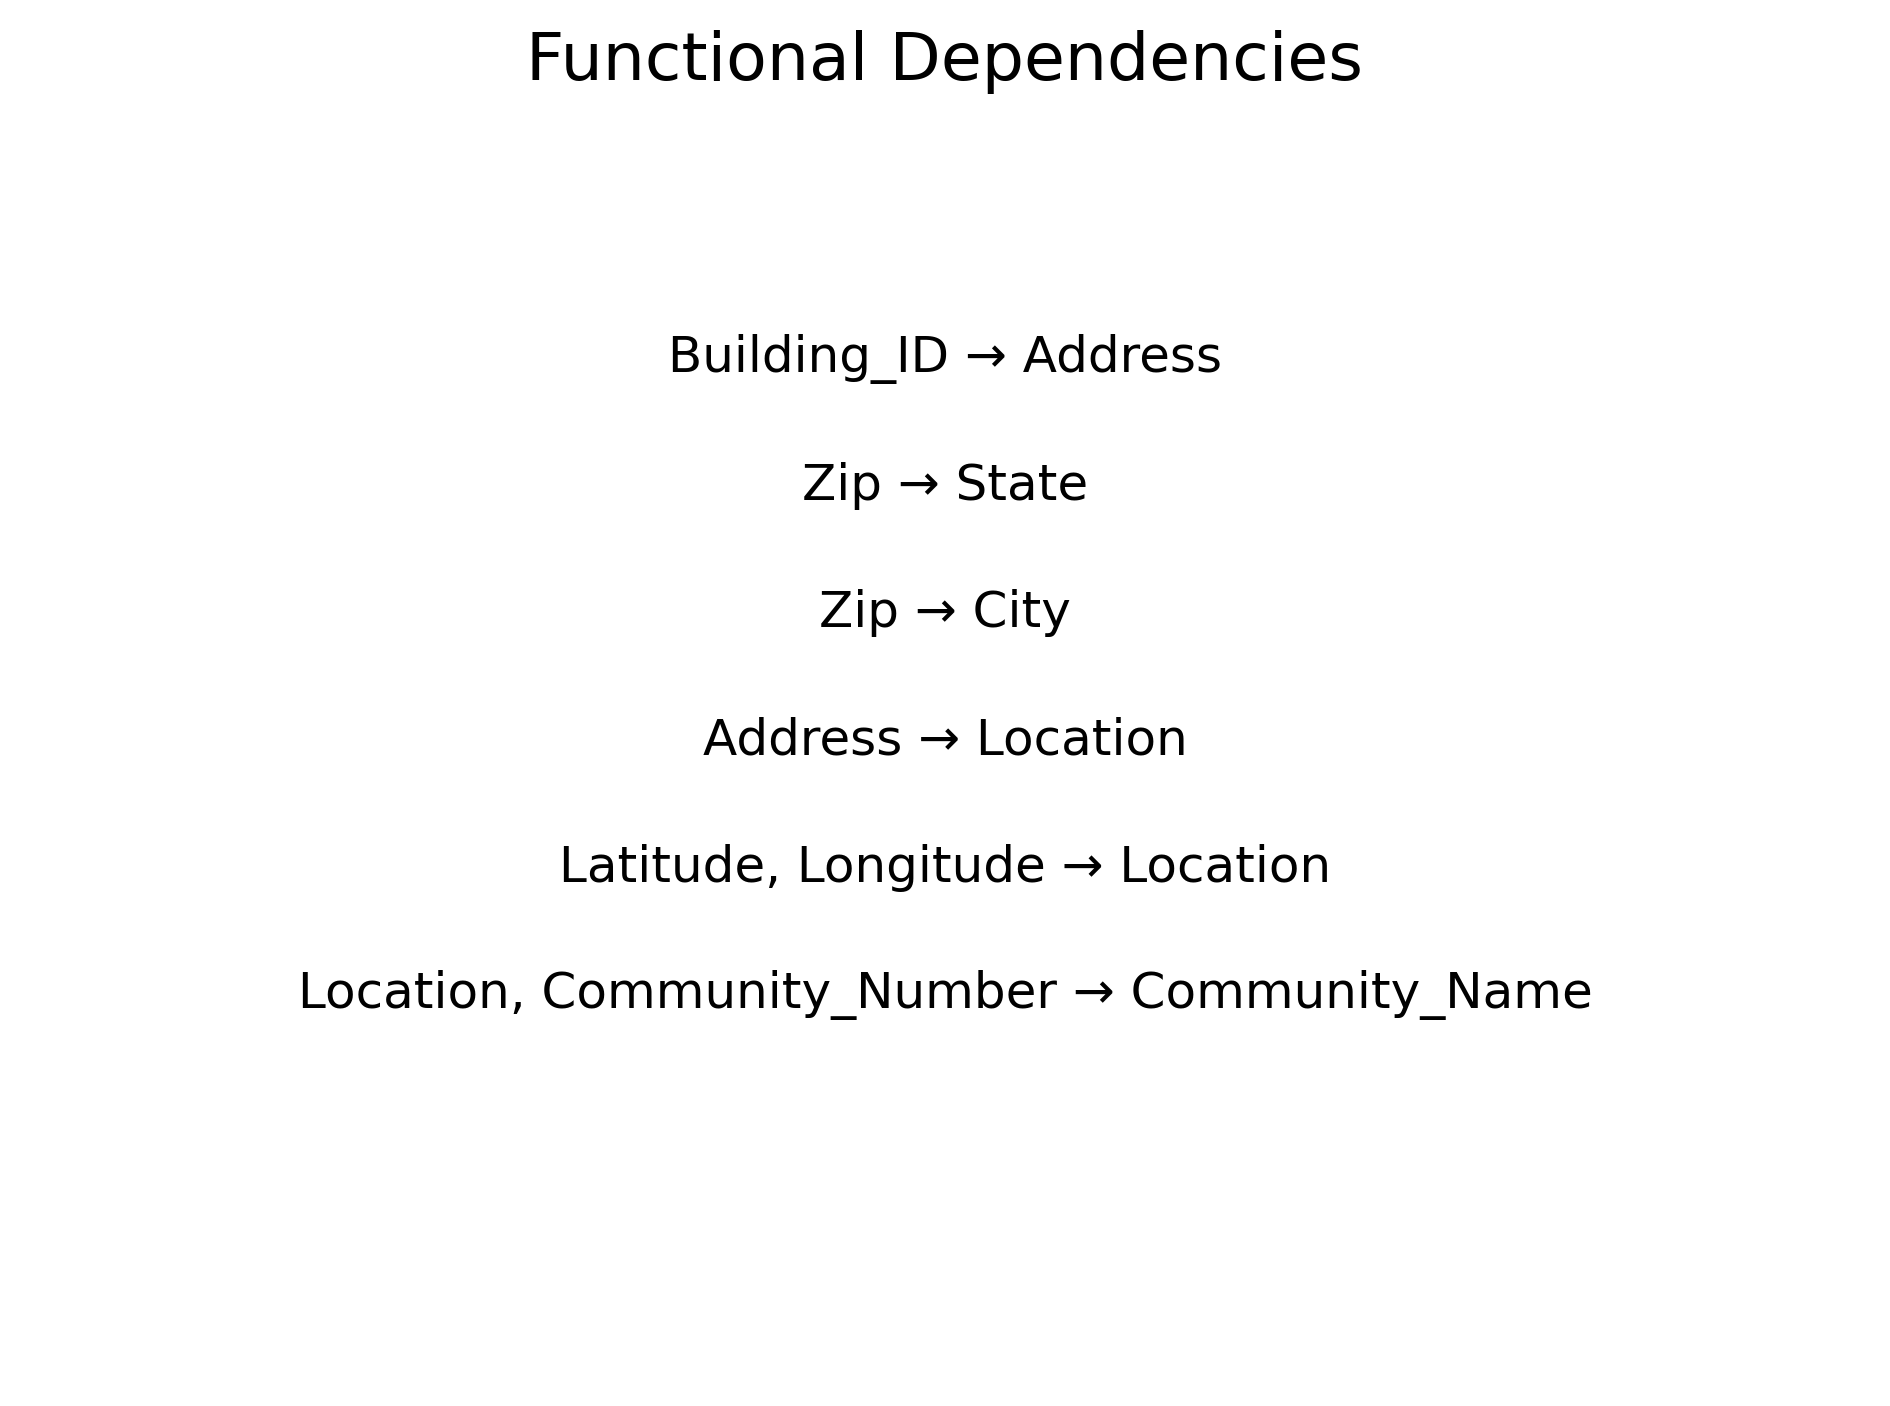 Functional Dependencies
Building_ID → Address
Zip → State
Zip → City
Address → Location
Latitude, Longitude → Location
Location, Community_Number → Community_Name